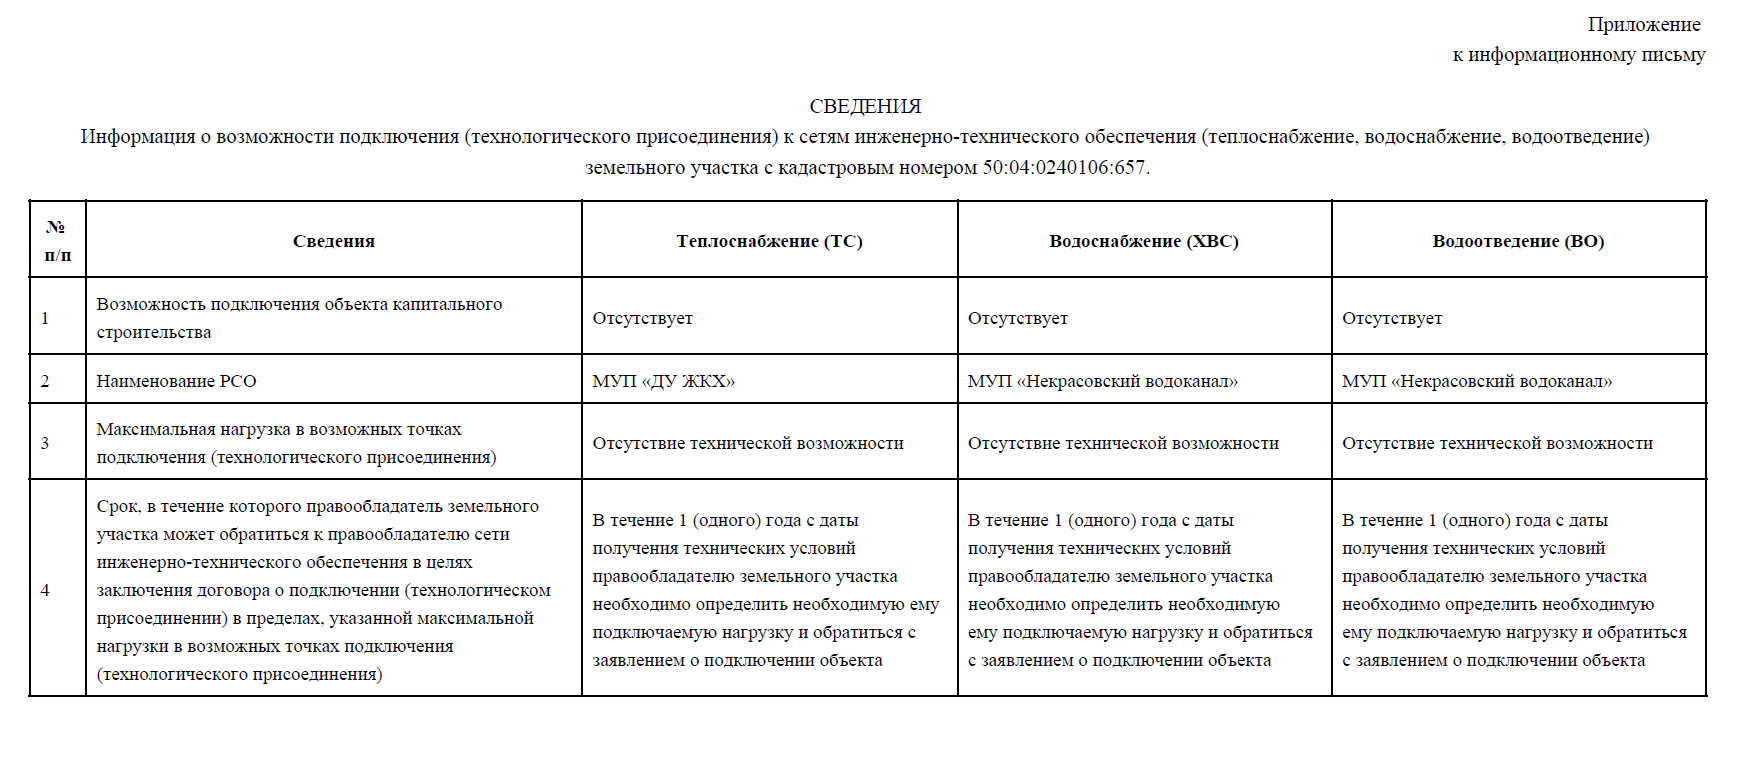 Приложение
к информационному письму
СВЕДЕНИЯ
Информация о возможности подключения (технологического присоединения) к сетям инженерно-технического обеспечения (теплоснабжение, водоснабжение, водоотведение)
земельного участка с кадастровым номером 50:04:0240106:657.
№
п/п
Сведения
Теплоснабжение (ТС)
Водоснабжение (ХВС)
Водоотведение (ВО)
1
Возможность подключения объекта капитального
строительства
Отсутствует
Отсутствует
Отсутствует
2
Наименование РСО
МУП «ДУ ЖКХ»
МУП «Некрасовский водоканал»
МУП «Некрасовский водоканал»
3
Максимальная нагрузка в возможных точках
подключения (технологического присоединения)
Отсутствие технической возможности
Отсутствие технической возможности
Отсутствие технической возможности
4
Срок, в течение которого правообладатель земельного
участка может обратиться к правообладателю сети
инженерно-технического обеспечения в целях
заключения договора о подключении (технологическом
присоединении) в пределах, указанной максимальной
нагрузки в возможных точках подключения
(технологического присоединения)
В течение 1 (одного) года с даты
получения технических условий
правообладателю земельного участка
необходимо определить необходимую ему
подключаемую нагрузку и обратиться с
заявлением о подключении объекта
В течение 1 (одного) года с даты
получения технических условий
правообладателю земельного участка
необходимо определить необходимую
ему подключаемую нагрузку и обратиться
с заявлением о подключении объекта
В течение 1 (одного) года с даты
получения технических условий
правообладателю земельного участка
необходимо определить необходимую
ему подключаемую нагрузку и обратиться
с заявлением о подключении объекта